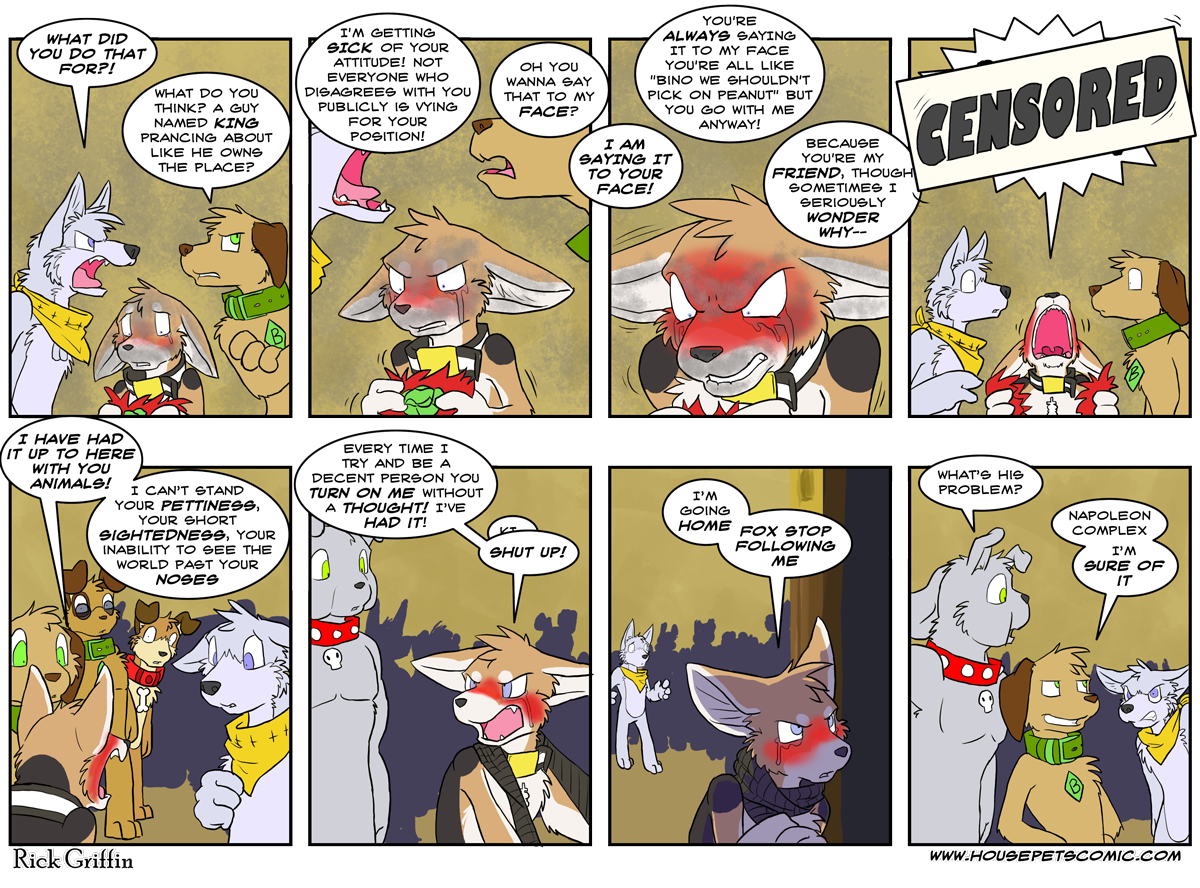 WHAT DID
YOU DO THAT
FOR?!
WHAT DO YOU
THINK? A GUY
NAMED KING
PRANCING ABOUT
LIKE HE OWNS
THE PLACE?
I'M GETTING
SICK OF YOUR
ATTITUDE! NOT
EVERYONE WHO
DISAGREES WITH YOU
PUBLICLY IS VYING
FOR YOUR
POSITION!
OH YOU
WANNA SAY
THAT TO MY
FACE?
I AM
SAYING IT
TO YOUR
FACE!
YOU'RE
ALWAYS SAYING
IT TO MY FACE
YOU'RE ALL LIKE
"BINO WE SHOULDN'T
PICK ON PEANUT" BUT
YOU GO WITH ME
ANYWAY!
BECAUSE
YOU'RE MY
FRIEND, THOUGH
SOMETIMES I
SERIOUSLY
WONDER
WHY--
CENSORED
B
I HAVE HAD
IT UP TO HERE
WITH YOU
ANIMALS!
I CAN'T STAND
YOUR PETTINESS,
YOUR SHORT
SIGHTEDNESS, YOUR
INABILITY TO SEE THE
WORLD PAST YOUR
NOSES
EVERY TIME I
TRY AND BE A
DECENT PERSON YOU
TURN ON ME WITHOUT
A THOUGHT! I'VE
HAD IT!
KI
SHUT UP!
I'M
GOING
HOME
FOX STOP
FOLLOWING
ME
WHAT'S HIS
PROBLEM?
NAPOLEON
COMPLEX
I'M
SURE OF
IT
B
Rick Griffin
WWW.HOUSEPETSCOMIC.COM